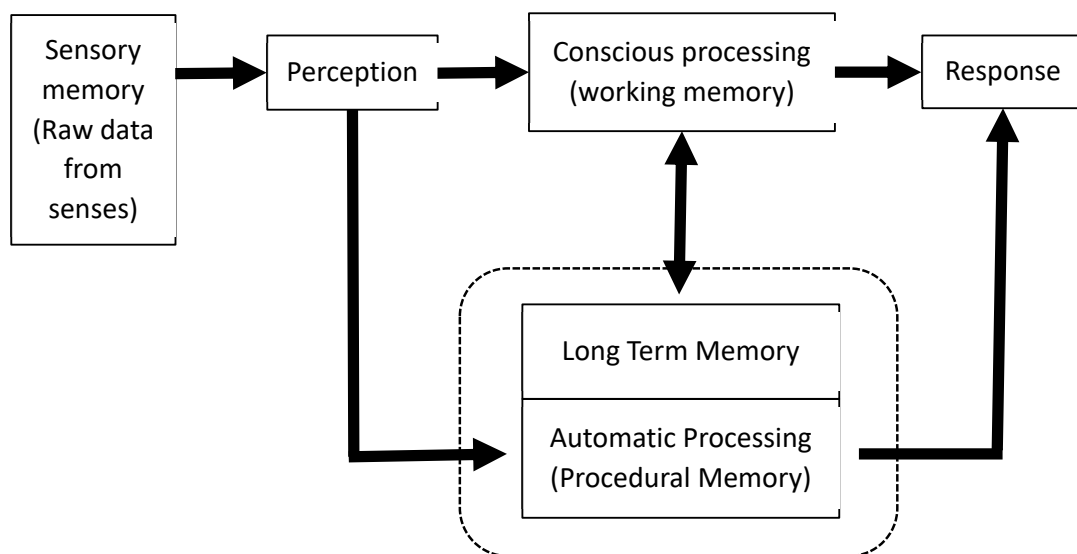 Sensory
memory
(Raw data
from
senses)
Perception
Conscious processing
(working memory)
Response
Long Term Memory
Automatic Processing
(Procedural Memory)